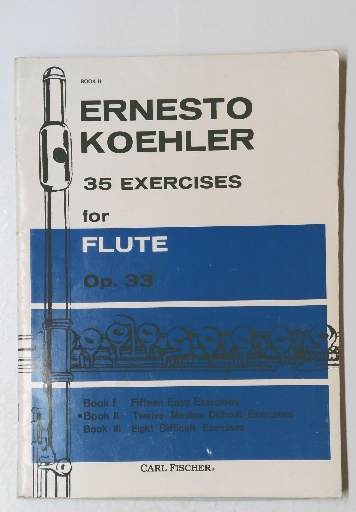 BOOK II
ERNESTO
KOEHLER
35 EXERCISES
for
FLUTE
Op. 33
Book I Fifteen Easy Exercises
•Book II Twelve Medium Difficult Exercises
Book III Eight Difficult Exercises
CARL FISCHER®